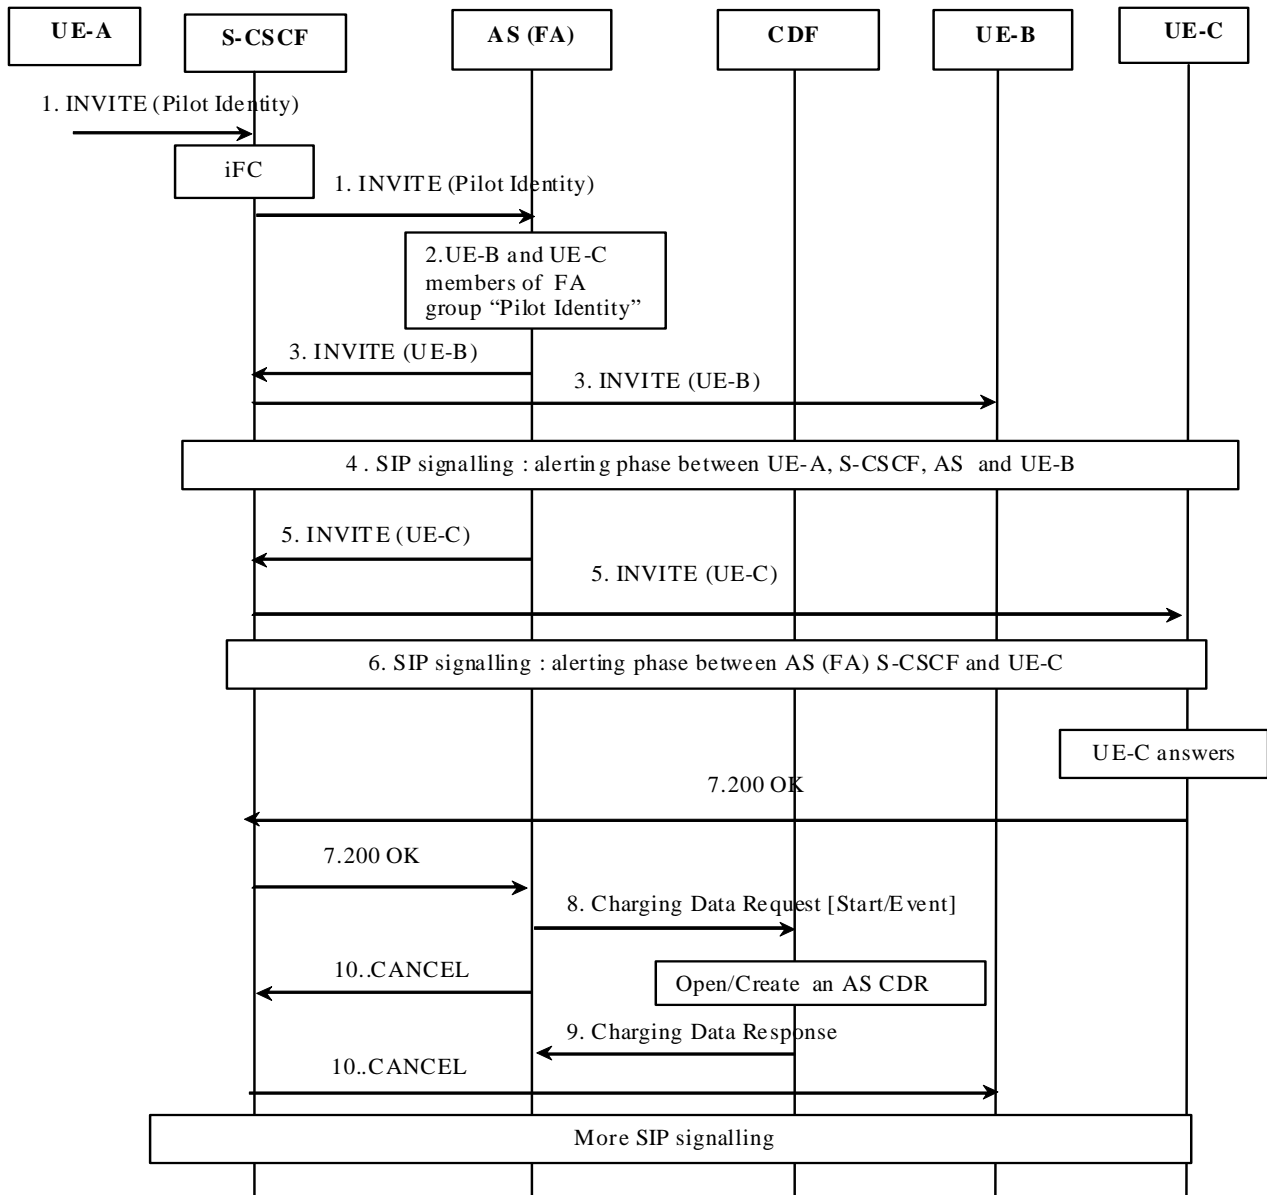 UE-A
S-CSCF
AS (FA)
CDF
UE-B
UE-C
1. INVITE (Pilot Identity)
iFC
1. INVITE (Pilot Identity)
2.UE-B and UE-C
members of FA
group “Pilot Identity”
3. INVITE (UE-B)
3. INVITE (UE-B)
4 . SIP signalling : alerting phase between UE-A, S-CSCF, AS and UE-B
5. INVITE (UE-C)
5. INVITE (UE-C)
6. SIP signalling : alerting phase between AS (FA) S-CSCF and UE-C
UE-C answers
7.200 OK
7.200 OK
8. Charging Data Request [Start/Event]
10..CANCEL
Open/Create an AS CDR
9. Charging Data Response
10..CANCEL
More SIP signalling